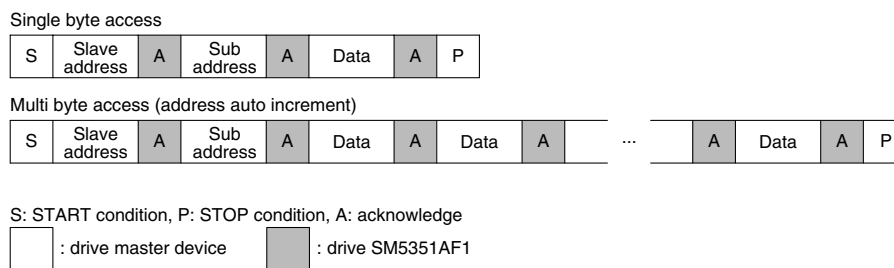 Single byte access
S Slave address A Sub address A Data A P
Multi byte access (address auto increment)
S Slave address A Sub address A Data A Data A ... A Data A P
S: START condition, P: STOP condition, A: acknowledge
: drive master device : drive SM5351AF1